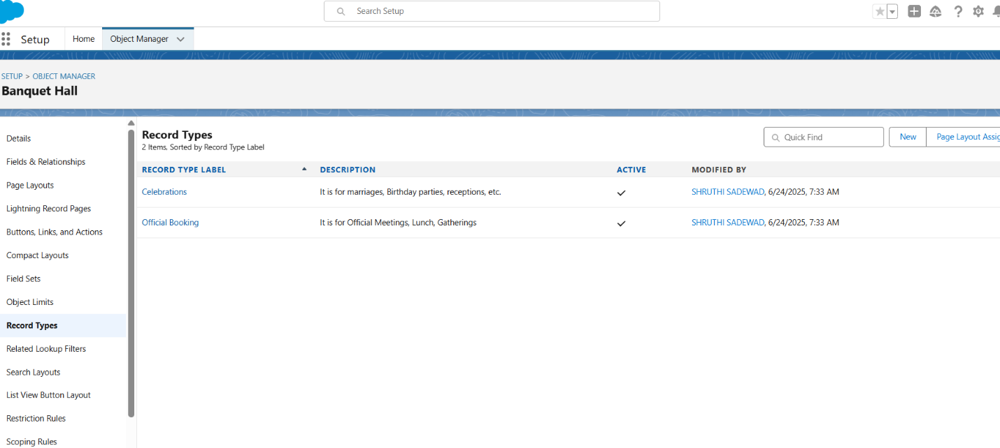 Search Setup
Setup
Home
Object Manager
SETUP > OBJECT MANAGER
Banquet Hall
Details
Fields & Relationships
Page Layouts
Lightning Record Pages
Buttons, Links, and Actions
Compact Layouts
Field Sets
Object Limits
Record Types
Related Lookup Filters
Search Layouts
List View Button Layout
Restriction Rules
Scoping Rules
Record Types
2 Items, Sorted by Record Type Label
Quick Find
New
Page Layout Assig
RECORD TYPE LABEL DESCRIPTION ACTIVE MODIFIED BY
Celebrations It is for marriages, Birthday parties, receptions, etc. SHRUTHI SADEWAD, 6/24/2025, 7:33 AM
Official Booking It is for Official Meetings, Lunch, Gatherings SHRUTHI SADEWAD, 6/24/2025, 7:33 AM